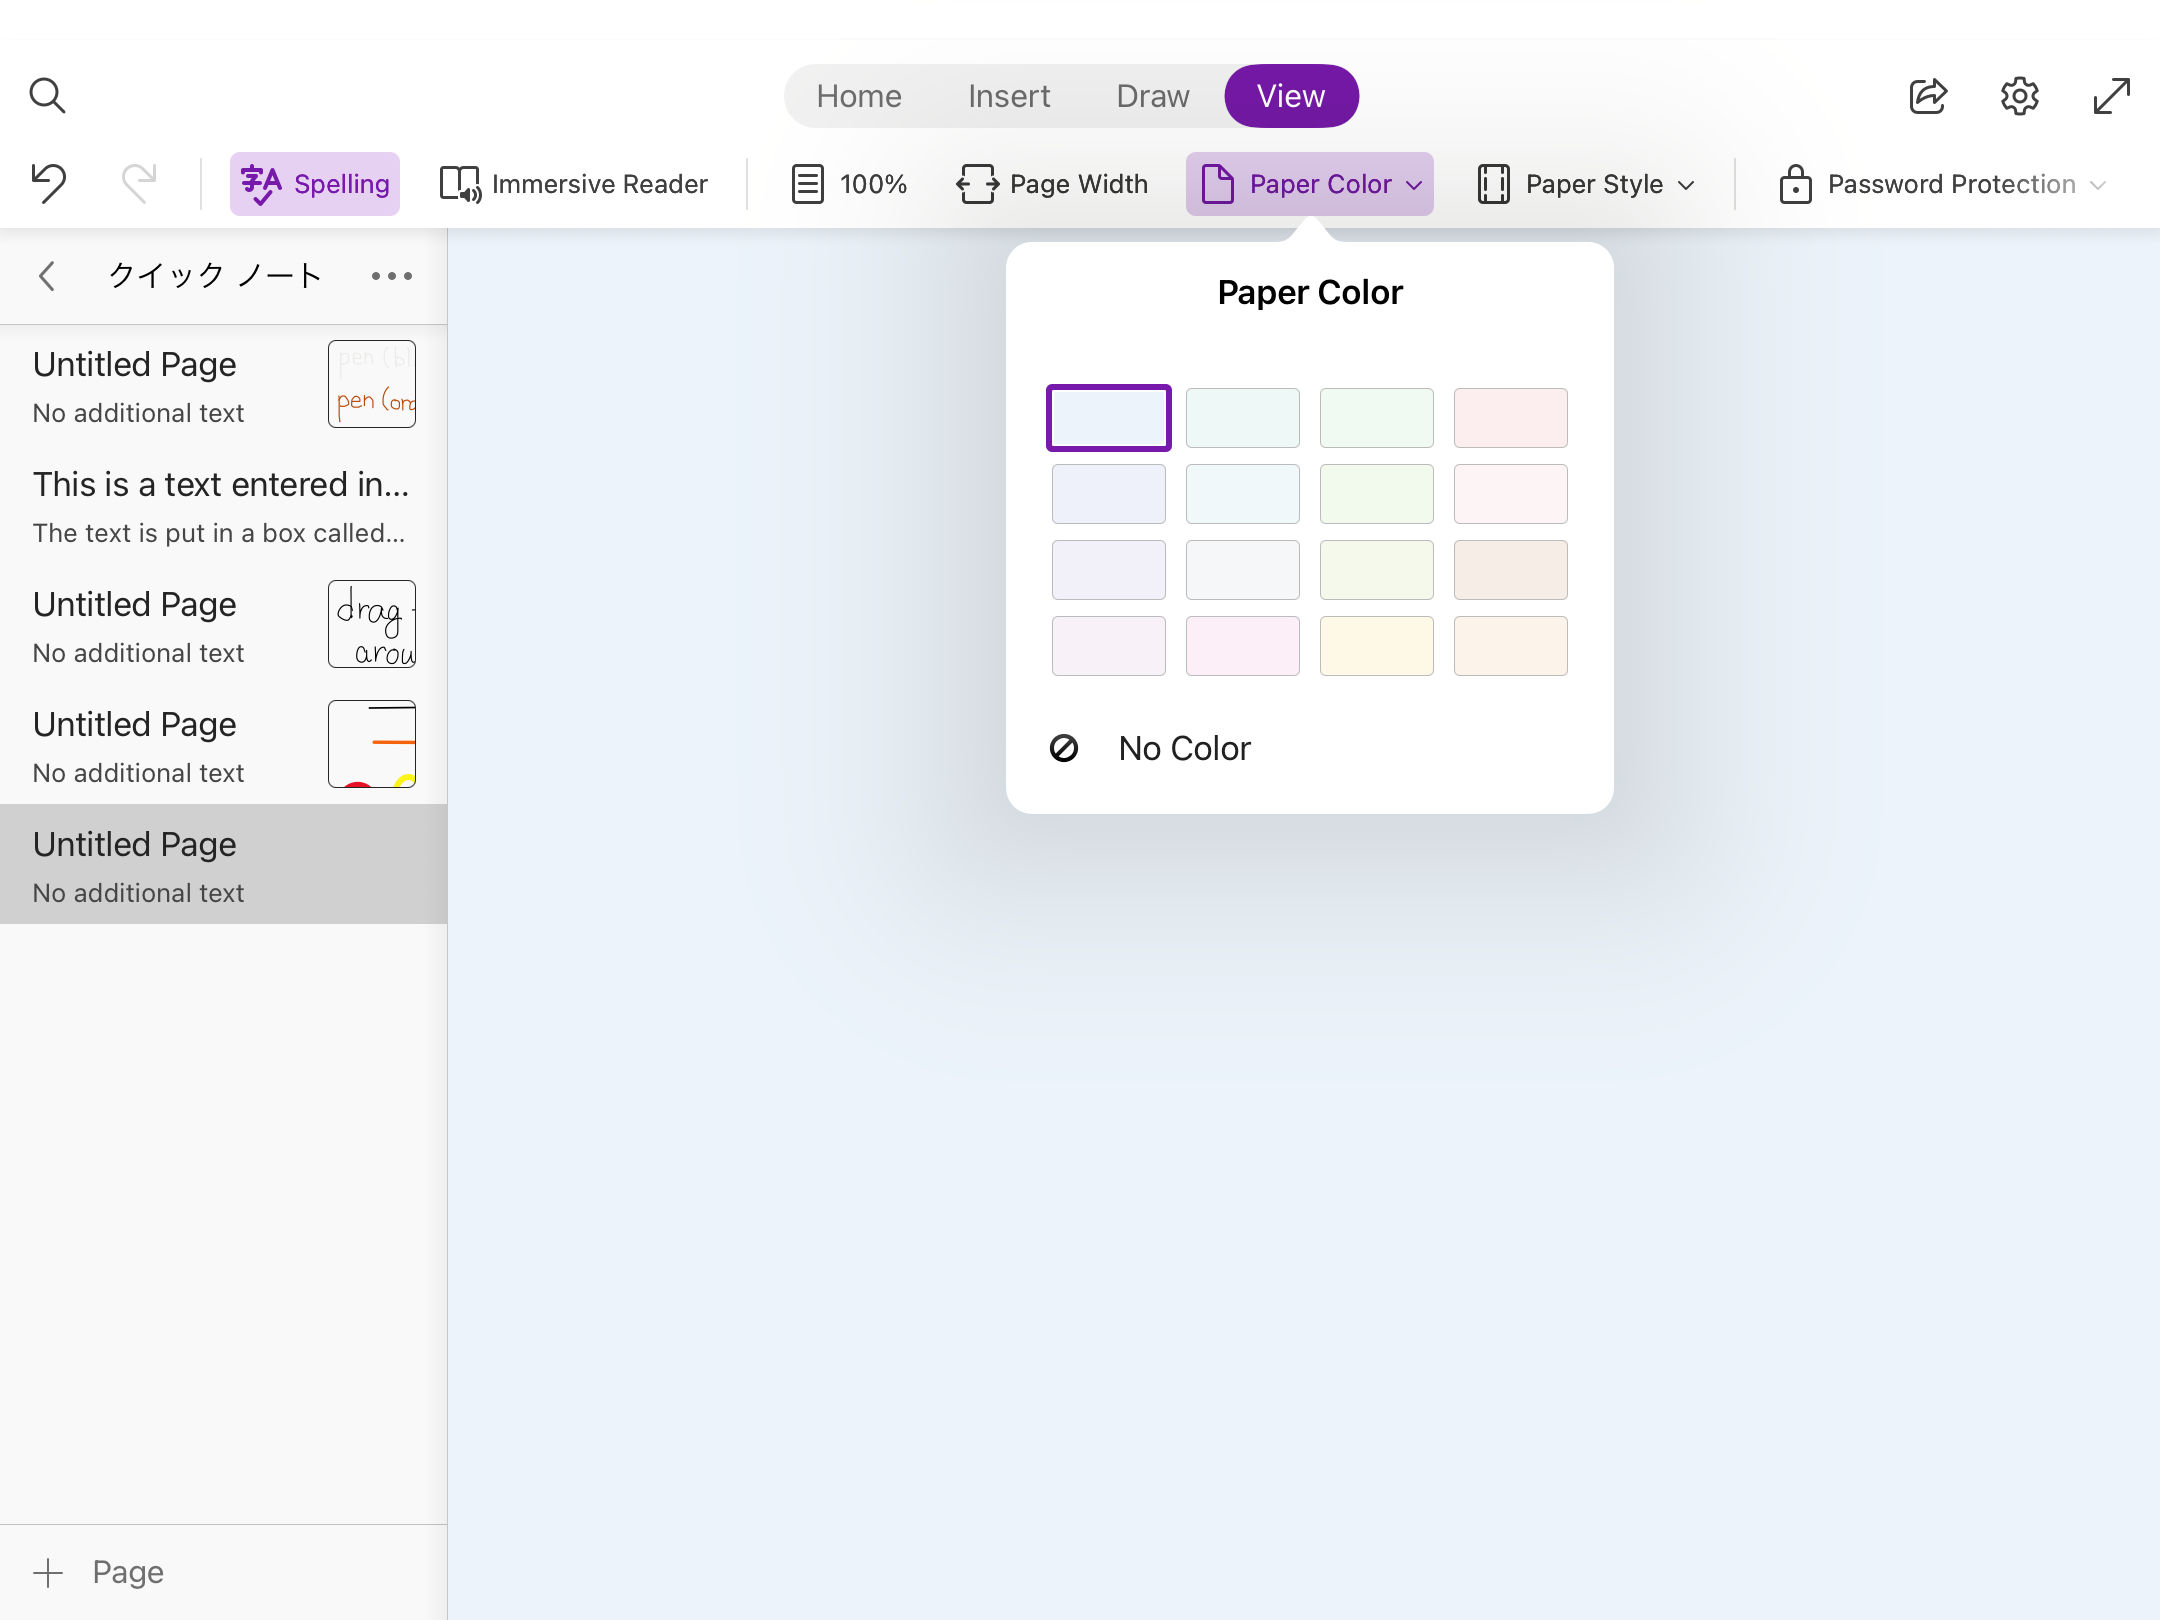 Home Insert Draw View
Spelling Immersive Reader 100% Page Width Paper Color Paper Style Password Protection
クイック ノート
Untitled Page
No additional text
pen (bl
pen (ora
This is a text entered in...
The text is put in a box called...
Untitled Page
No additional text
drag
arou
Untitled Page
No additional text
Untitled Page
No additional text
Page
Paper Color
No Color